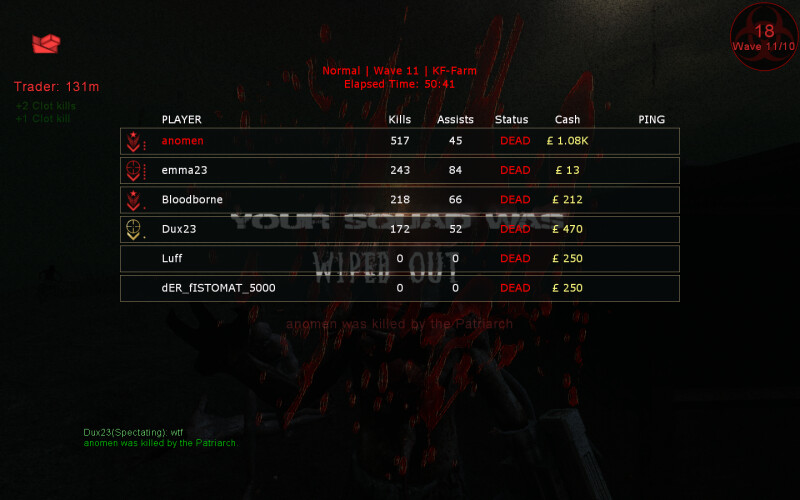 18
Wave 11/10
Normal | Wave 11 | KF-Farm
Elapsed Time: 50:41
Trader: 131m
+2 Clot kills
+1 Clot kill
PLAYER Kills Assists Status Cash PING
anomen 517 45 DEAD £ 1.08K
emma23 243 84 DEAD £ 13
Bloodborne 218 66 DEAD £ 212
YOUR SQUAD WAS
Dux23 172 52 DEAD £ 470
Luff 0 0 DEAD £ 250
WIPED OUT
dER_fISTOMAT_5000 0 0 DEAD £ 250
anomen was killed by the Patriarch
Dux23(Spectating): wtf
anomen was killed by the Patriarch